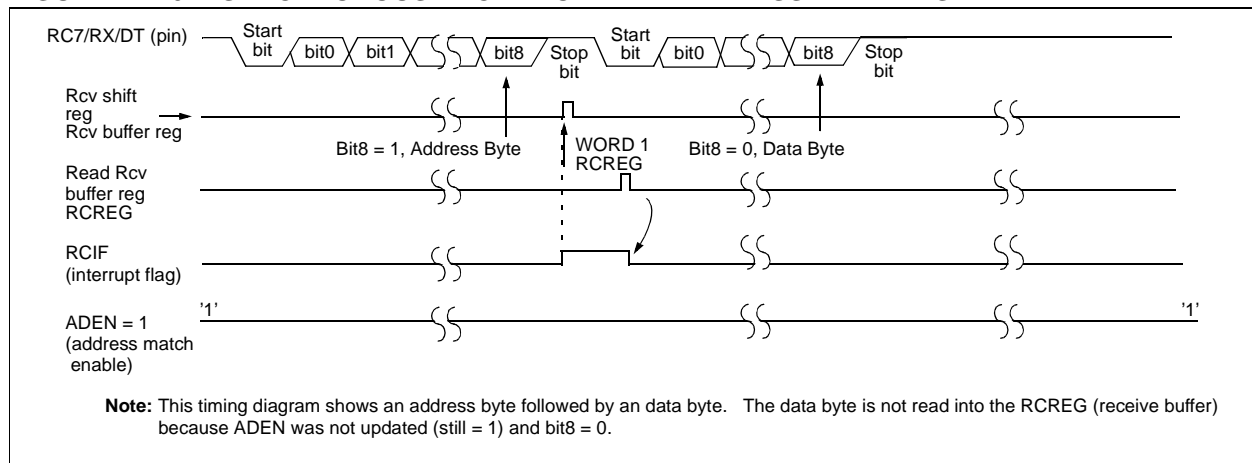 RC7/RX/DT (pin)
Start
bit
bit0
bit1
bit8
Stop
bit
Start
bit
bit0
bit8
Stop
bit
Rcv shift
reg
Rcv buffer reg
Bit8 = 1, Address Byte
WORD 1
RCREG
Bit8 = 0, Data Byte
Read Rcv
buffer reg
RCREG
RCIF
(interrupt flag)
'1'
'1'
ADEN = 1
(address match
enable)
Note: This timing diagram shows an address byte followed by an data byte. The data byte is not read into the RCREG (receive buffer)
because ADEN was not updated (still = 1) and bit8 = 0.